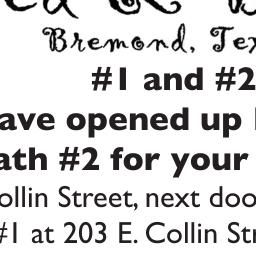 Bremond, Tex
#1 and #2
ave opened up
ath #2 for your
ollin Street, next doo
#1 at 203 E. Collin Str